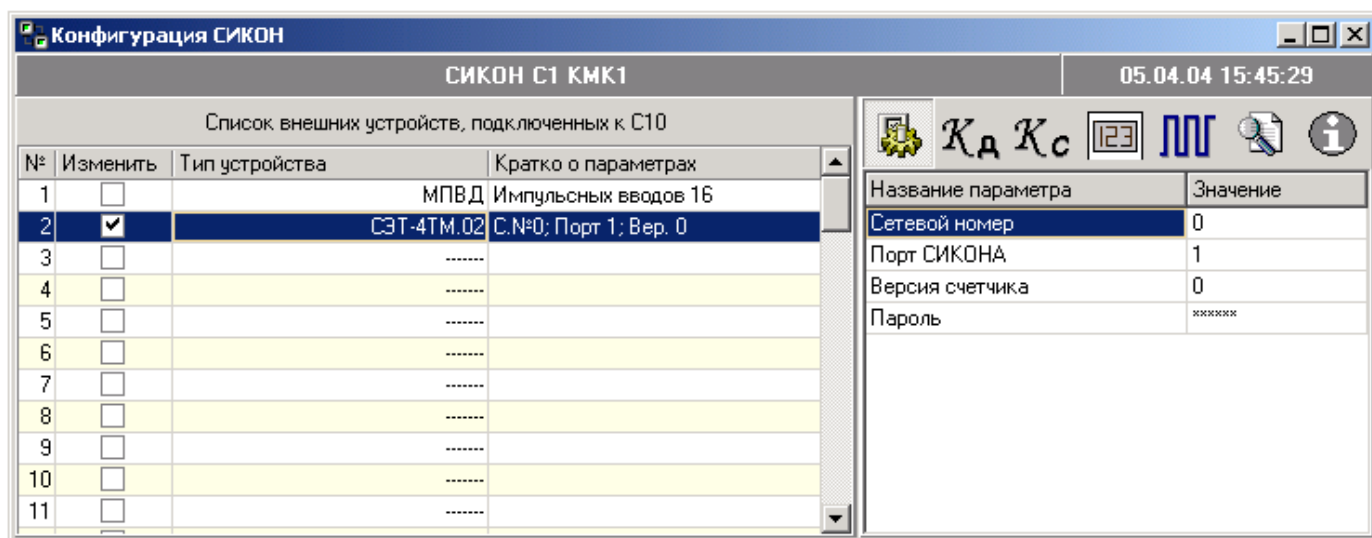 Конфигурация СИКОН
СИКОН С1 КМК1 05.04.04 15:45:29
Список внешних устройств, подключенных к С10
Кд Кс 123
№ Изменить Тип устройства Кратко о параметрах
Название параметра Значение
1 МПВД Импульсных вводов 16
2 СЭТ-4ТМ.02 С.№0; Порт 1; Вер. 0
Сетевой номер 0
3 -------
Порт СИКОНА 1
4 -------
Версия счетчика 0
5 -------
Пароль ******
6 -------
7 -------
8 -------
9 -------
10 -------
11 -------